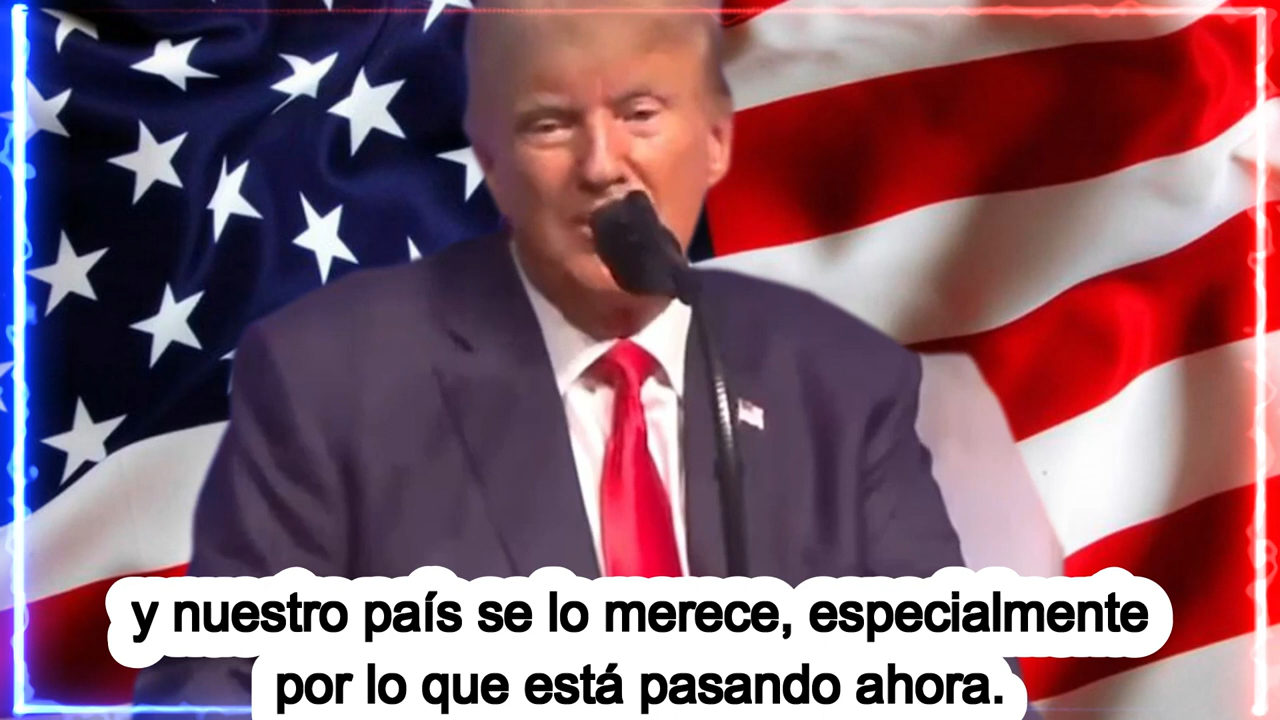 y nuestro país se lo merece, especialmente
por lo que está pasando ahora.